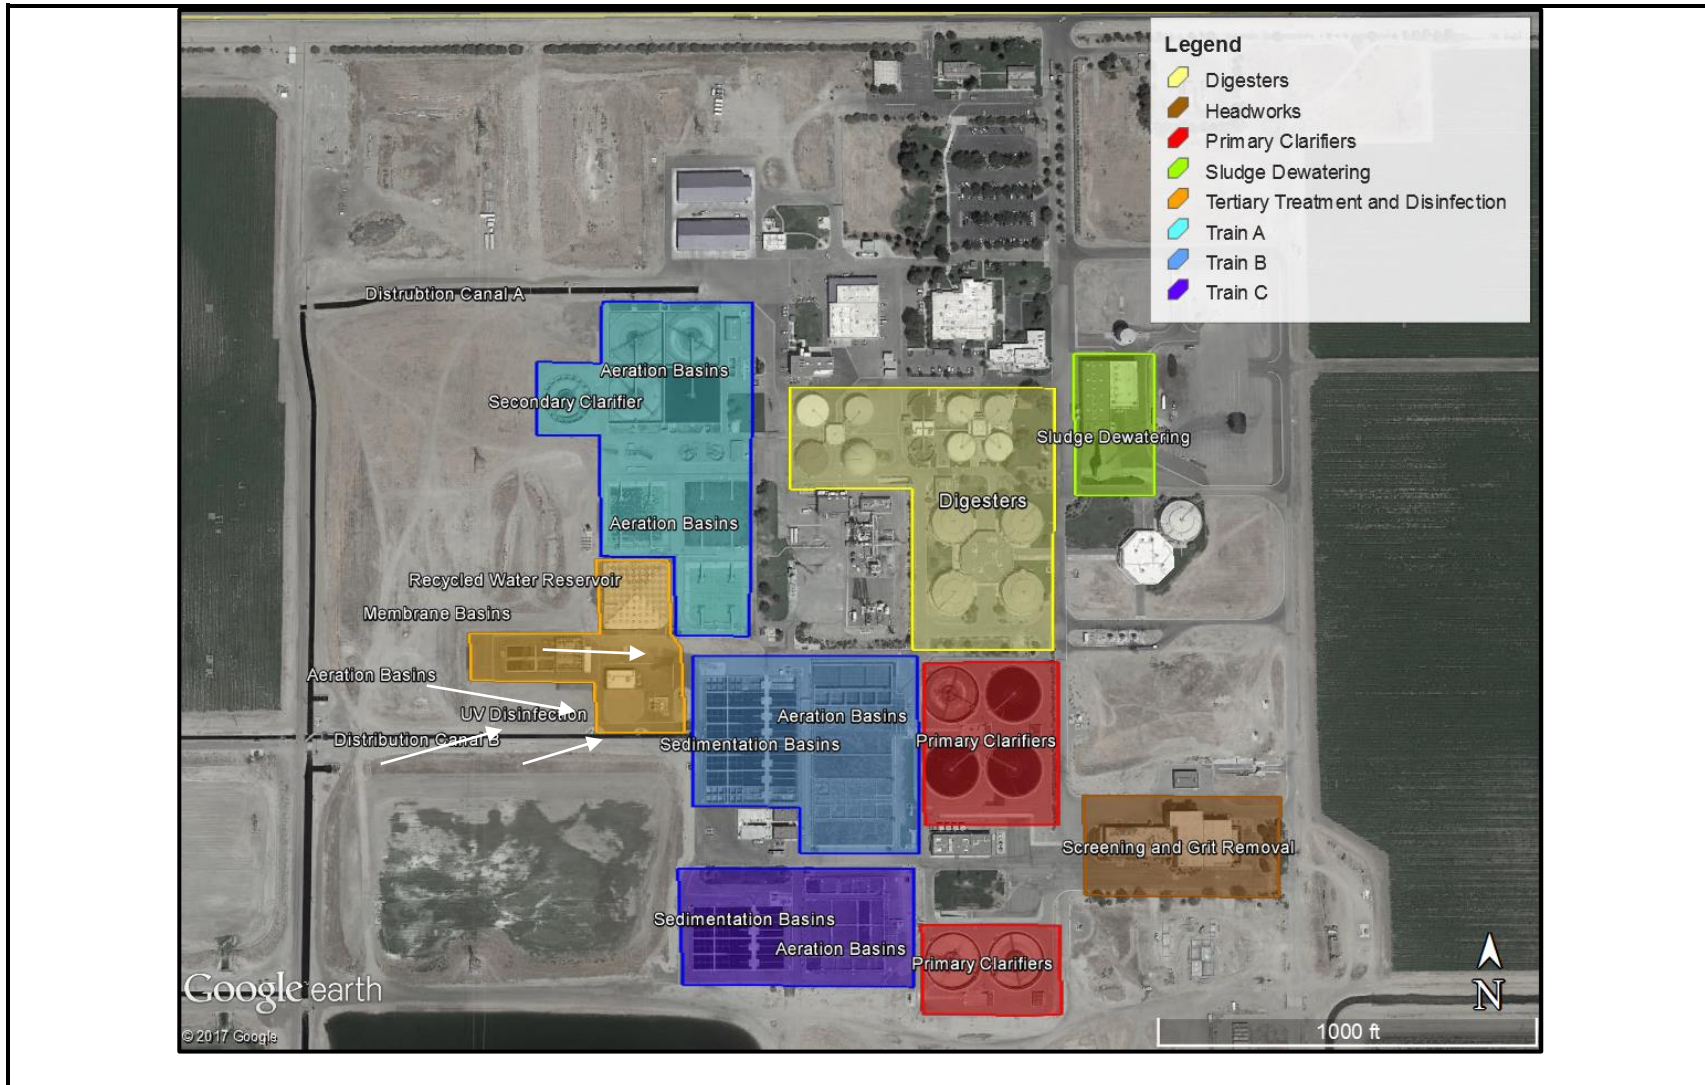 Legend
Digesters
Headworks
Primary Clarifiers
Sludge Dewatering
Tertiary Treatment and Disinfection
Train A
Train B
Train C
Distrubtion Canal A
Aeration Basins
Secondary Clarifier
Sludge Dewatering
Digesters
Aeration Basins
Recycled Water Reservoir
Membrane Basins
Aeration Basins
UV Disinfection
Distribution Canal B
Aeration Basins
Sedimentation Basins
Primary Clarifiers
Screening and Grit Removal
Sedimentation Basins
Aeration Basins
Primary Clarifiers
Google earth
© 2017 Google
N
1000 ft